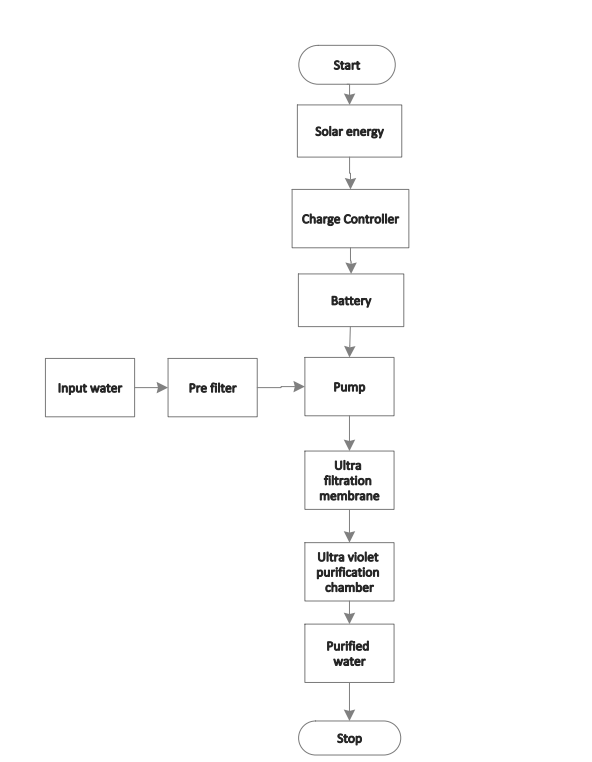 Start
Solar energy
Charge Controller
Battery
Input water
Pre filter
Pump
Ultra
filtration
membrane
Ultra violet
purification
chamber
Purified
water
Stop